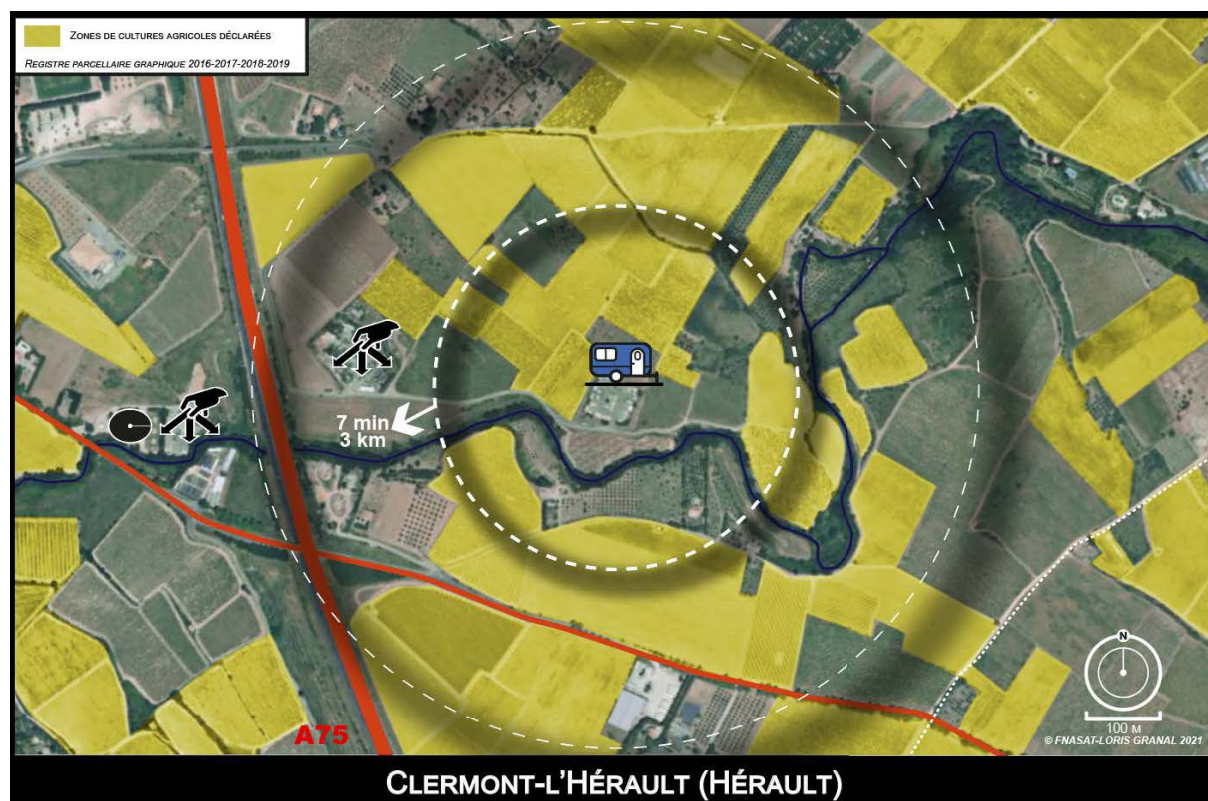 ZONES DE CULTURES AGRICOLES DÉCLARÉES
REGISTRE PARCELLAIRE GRAPHIQUE 2016-2017-2018-2019
7 min
3 km
A75
N
100 M
© FNASAT-LORIS GRANAL 2021
CLERMONT-L'HÉRAULT (HÉRAULT)